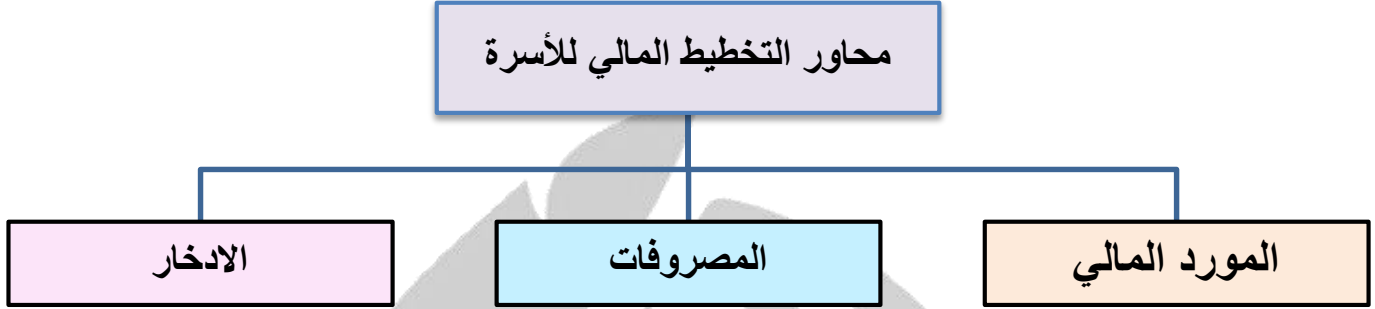 محاور التخطيط المالي للأسرة
المورد المالي
المصروفات
الادخار